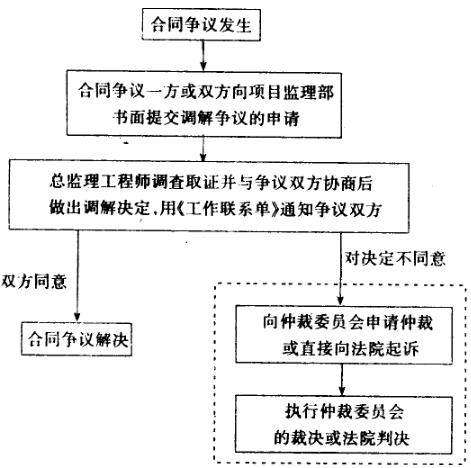 合同争议发生
合同争议一方或双方向项目监理部
书面提交调解争议的申请
总监理工程师调查取证并与争议双方协商后
做出调解决定,用《工作联系单》通知争议双方
双方同意
对决定不同意
合同争议解决
向仲裁委员会申请仲裁
或直接向法院起诉
执行仲裁委员会
的裁决或法院判决